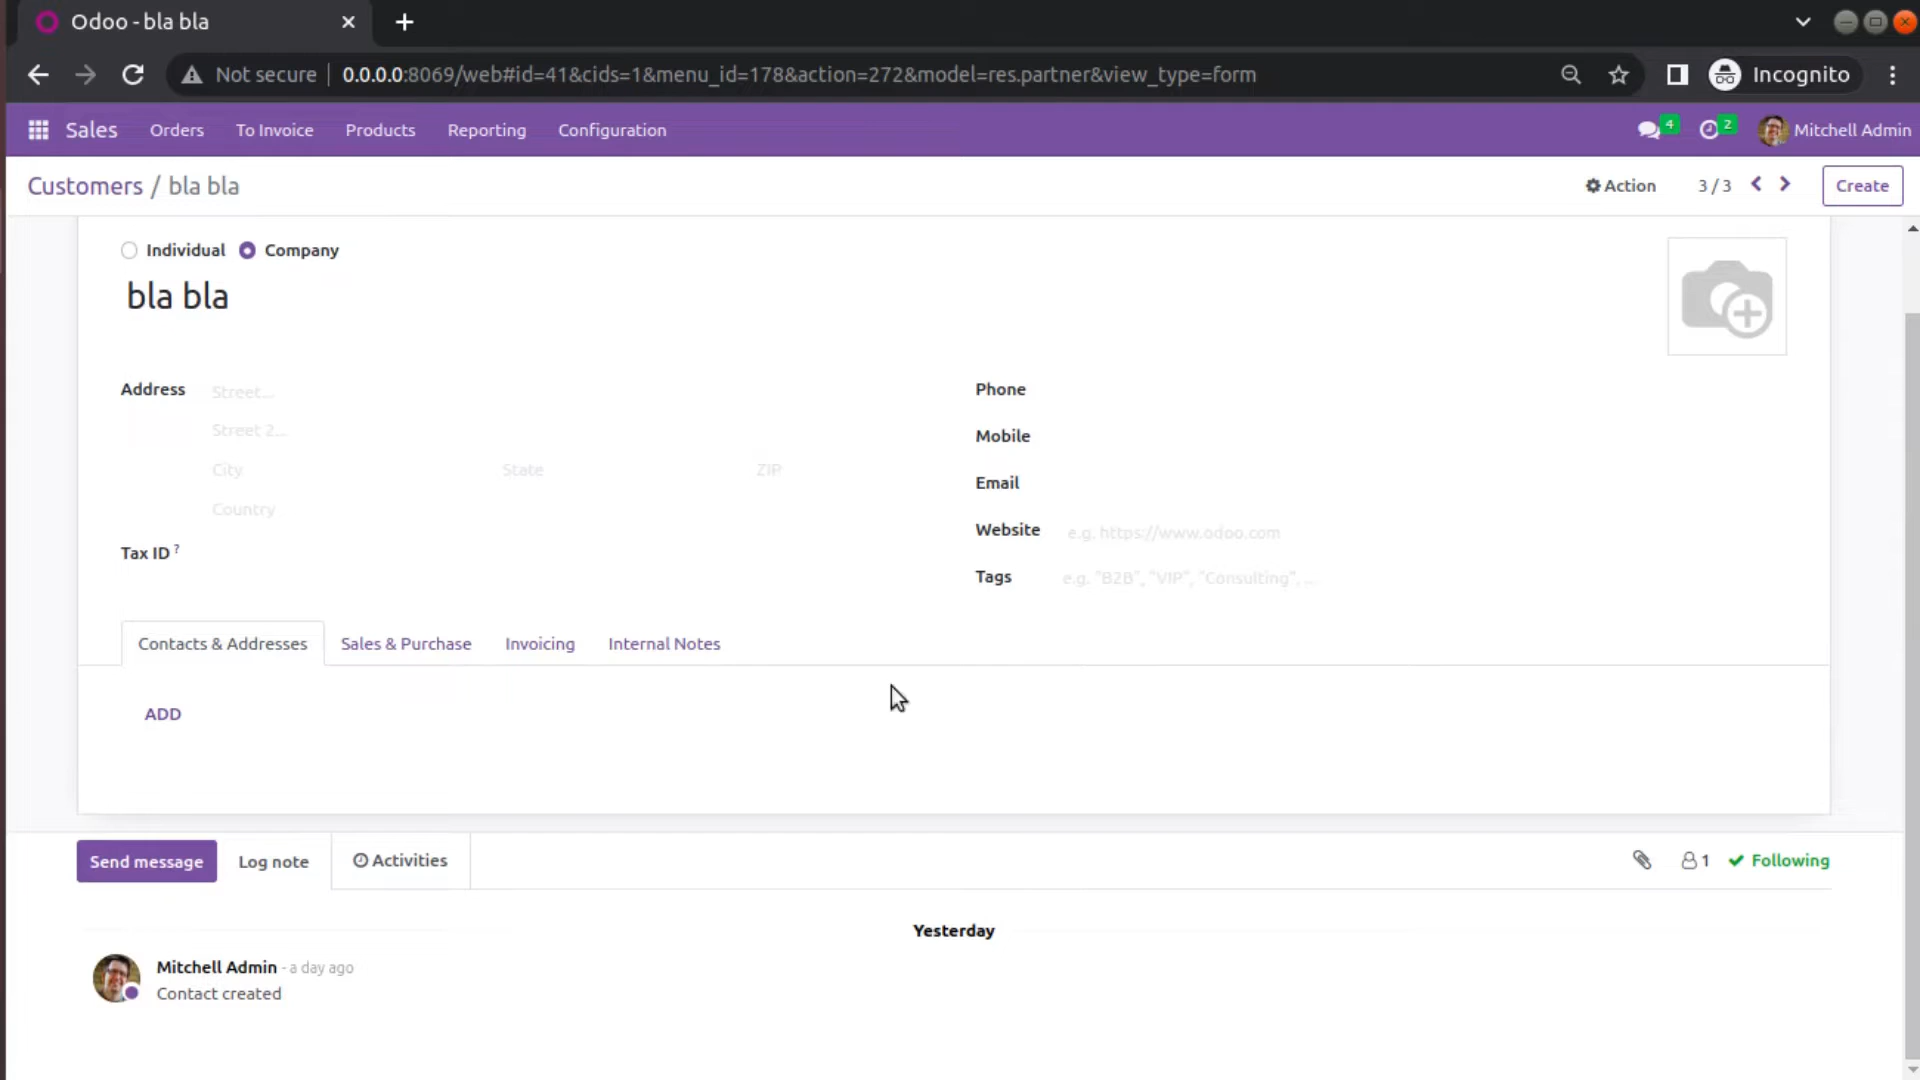 Odoo - bla bla
Not secure 0.0.0.0:8069/web#id=41&cids=1&menu_id=178&action=272&model=res.partner&view_type=form Incognito
Sales Orders To Invoice Products Reporting Configuration 4 2 Mitchell Admin
Customers / bla bla Action 3 / 3 Create
Individual Company
bla bla
Address Street... Phone
Street 2... Mobile
City State ZIP Email
Country Website e.g. https://www.odoo.com
Tax ID ? Tags e.g. "B2B", "VIP", "Consulting", ...
Contacts & Addresses Sales & Purchase Invoicing Internal Notes
ADD
Send message Log note Activities 1 Following
Yesterday
Mitchell Admin - a day ago
Contact created